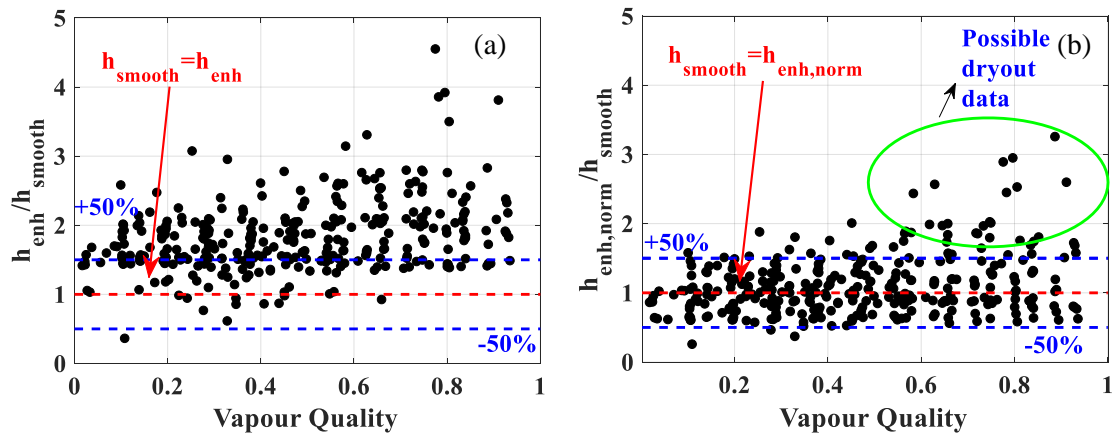 (a)
h_smooth=h_enh
+50%
-50%
h_enh/h_smooth
5
4
3
2
1
0
0 0.2 0.4 0.6 0.8 1
Vapour Quality
(b)
Possible
dryout
data
h_smooth=h_enh,norm
+50%
-50%
h_enh,norm/h_smooth
5
4
3
2
1
0
0.2 0.4 0.6 0.8 1
Vapour Quality